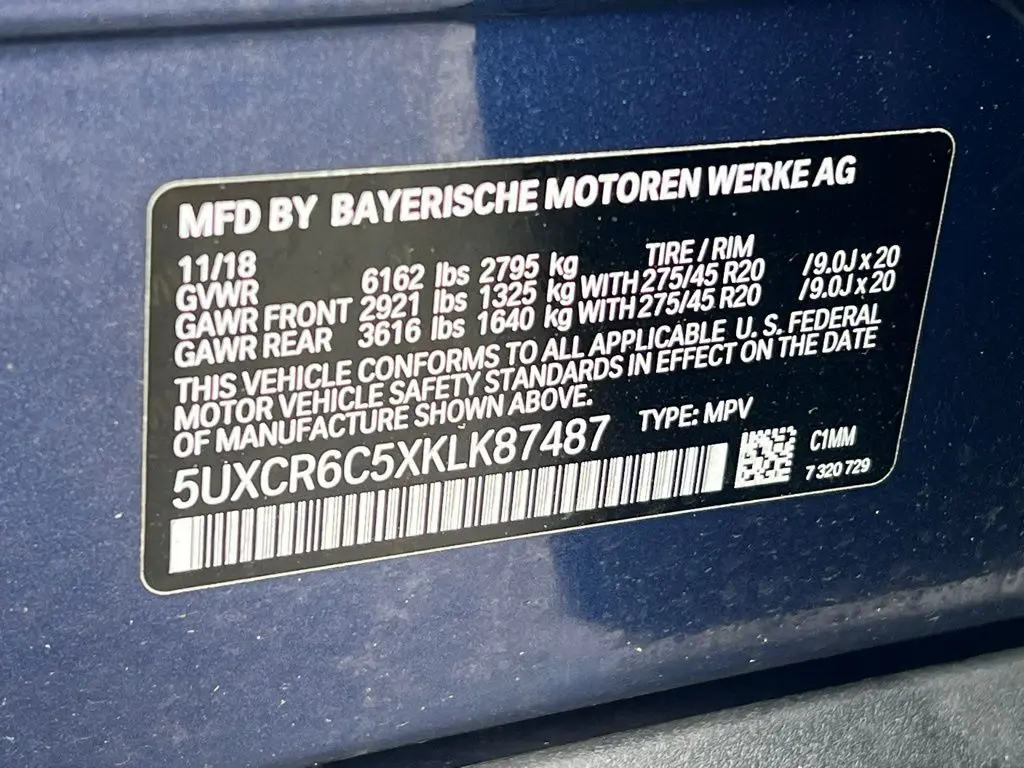 MFD BY BAYERISCHE MOTOREN WERKE AG
11/18 TIRE / RIM
GVWR 6162 lbs 2795 kg
GAWR FRONT 2921 lbs 1325 kg WITH 275/45 R20 /9.0J x 20
GAWR REAR 3616 lbs 1640 kg WITH 275/45 R20 /9.0J x 20
THIS VEHICLE CONFORMS TO ALL APPLICABLE U. S. FEDERAL
MOTOR VEHICLE SAFETY STANDARDS IN EFFECT ON THE DATE
OF MANUFACTURE SHOWN ABOVE.
5UXCR6C5XKLK87487 TYPE: MPV
C1MM
7 320 729